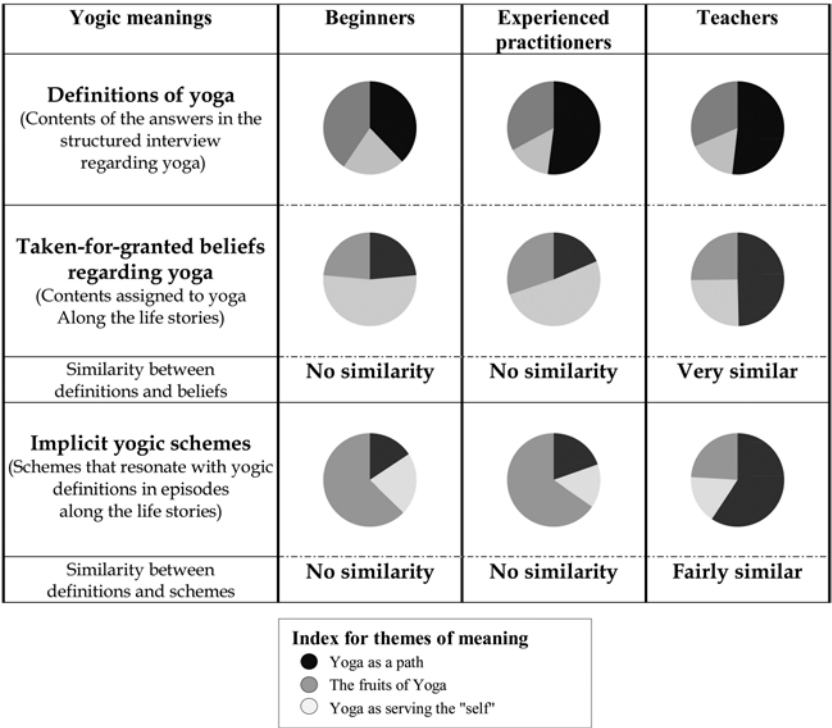 Yogic meanings
Beginners
Experienced
practitioners
Teachers
Definitions of yoga
(Contents of the answers in the
structured interview
regarding yoga)
Taken-for-granted beliefs
regarding yoga
(Contents assigned to yoga
Along the life stories)
Similarity between
definitions and beliefs
No similarity
No similarity
Very similar
Implicit yogic schemes
(Schemes that resonate with yogic
definitions in episodes
along the life stories)
Similarity between
definitions and schemes
No similarity
No similarity
Fairly similar
Index for themes of meaning
Yoga as a path
The fruits of Yoga
Yoga as serving the "self"